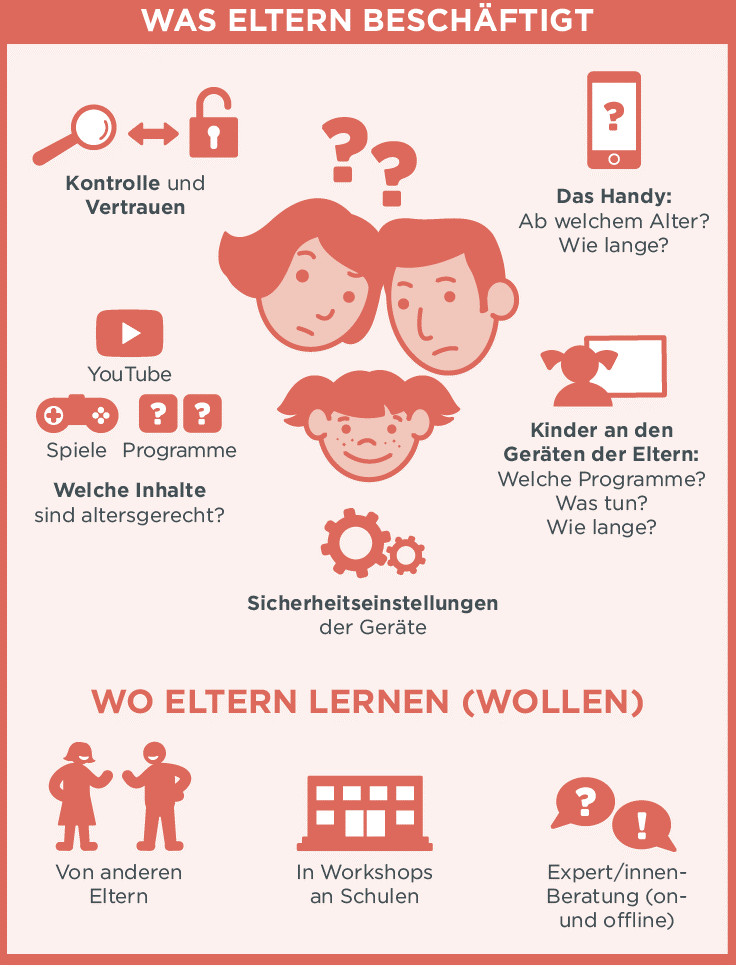 WAS ELTERN BESCHÄFTIGT
Kontrolle und
Vertrauen
? ?
?
Das Handy:
Ab welchem Alter?
Wie lange?
YouTube
? ?
Spiele Programme
Welche Inhalte
sind altersgerecht?
Kinder an den
Geräten der Eltern:
Welche Programme?
Was tun?
Wie lange?
Sicherheitseinstellungen
der Geräte
WO ELTERN LERNEN (WOLLEN)
Von anderen
Eltern
In Workshops
an Schulen
? !
Expert/innen-
Beratung (on-
und offline)